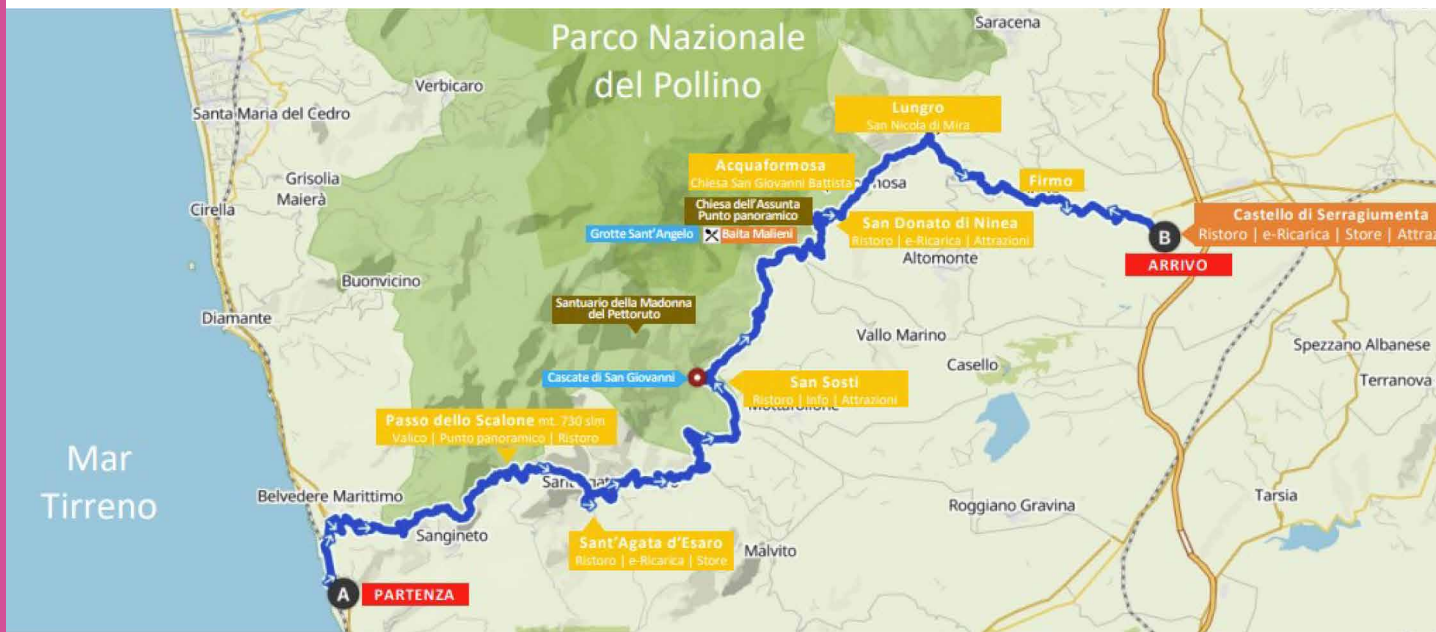 Parco Nazionale
del Pollino
Saracena
Verbicaro
Santa Maria del Cedro
Lungro
San Nicola di Mira
Acquaformosa
Chiesa San Giovanni Battista
Grisolia
Maierà
Firmo
Chiesa dell'Assunta
Punto panoramico
Cirella
San Donato di Ninea
Ristoro | e-Ricarica | Attrazioni
Castello di Serragiumenta
Ristoro | e-Ricarica | Store | Attraz
Grotte Sant'Angelo
Baita Malieni
B
ARRIVO
Altomonte
Buonvicino
Santuario della Madonna
del Pettoruto
Diamante
Vallo Marino
Spezzano Albanese
Casello
Terranova
Cascate di San Giovanni
San Sosti
Ristoro | Info | Attrazioni
Passo dello Scalone mt. 730 slm
Valico | Punto panoramico | Ristoro
Mar
Tirreno
Belvedere Marittimo
Tarsia
Roggiano Gravina
Sangineto
Sant'Agata d'Esaro
Ristoro | e-Ricarica | Store
Malvito
A
PARTENZA